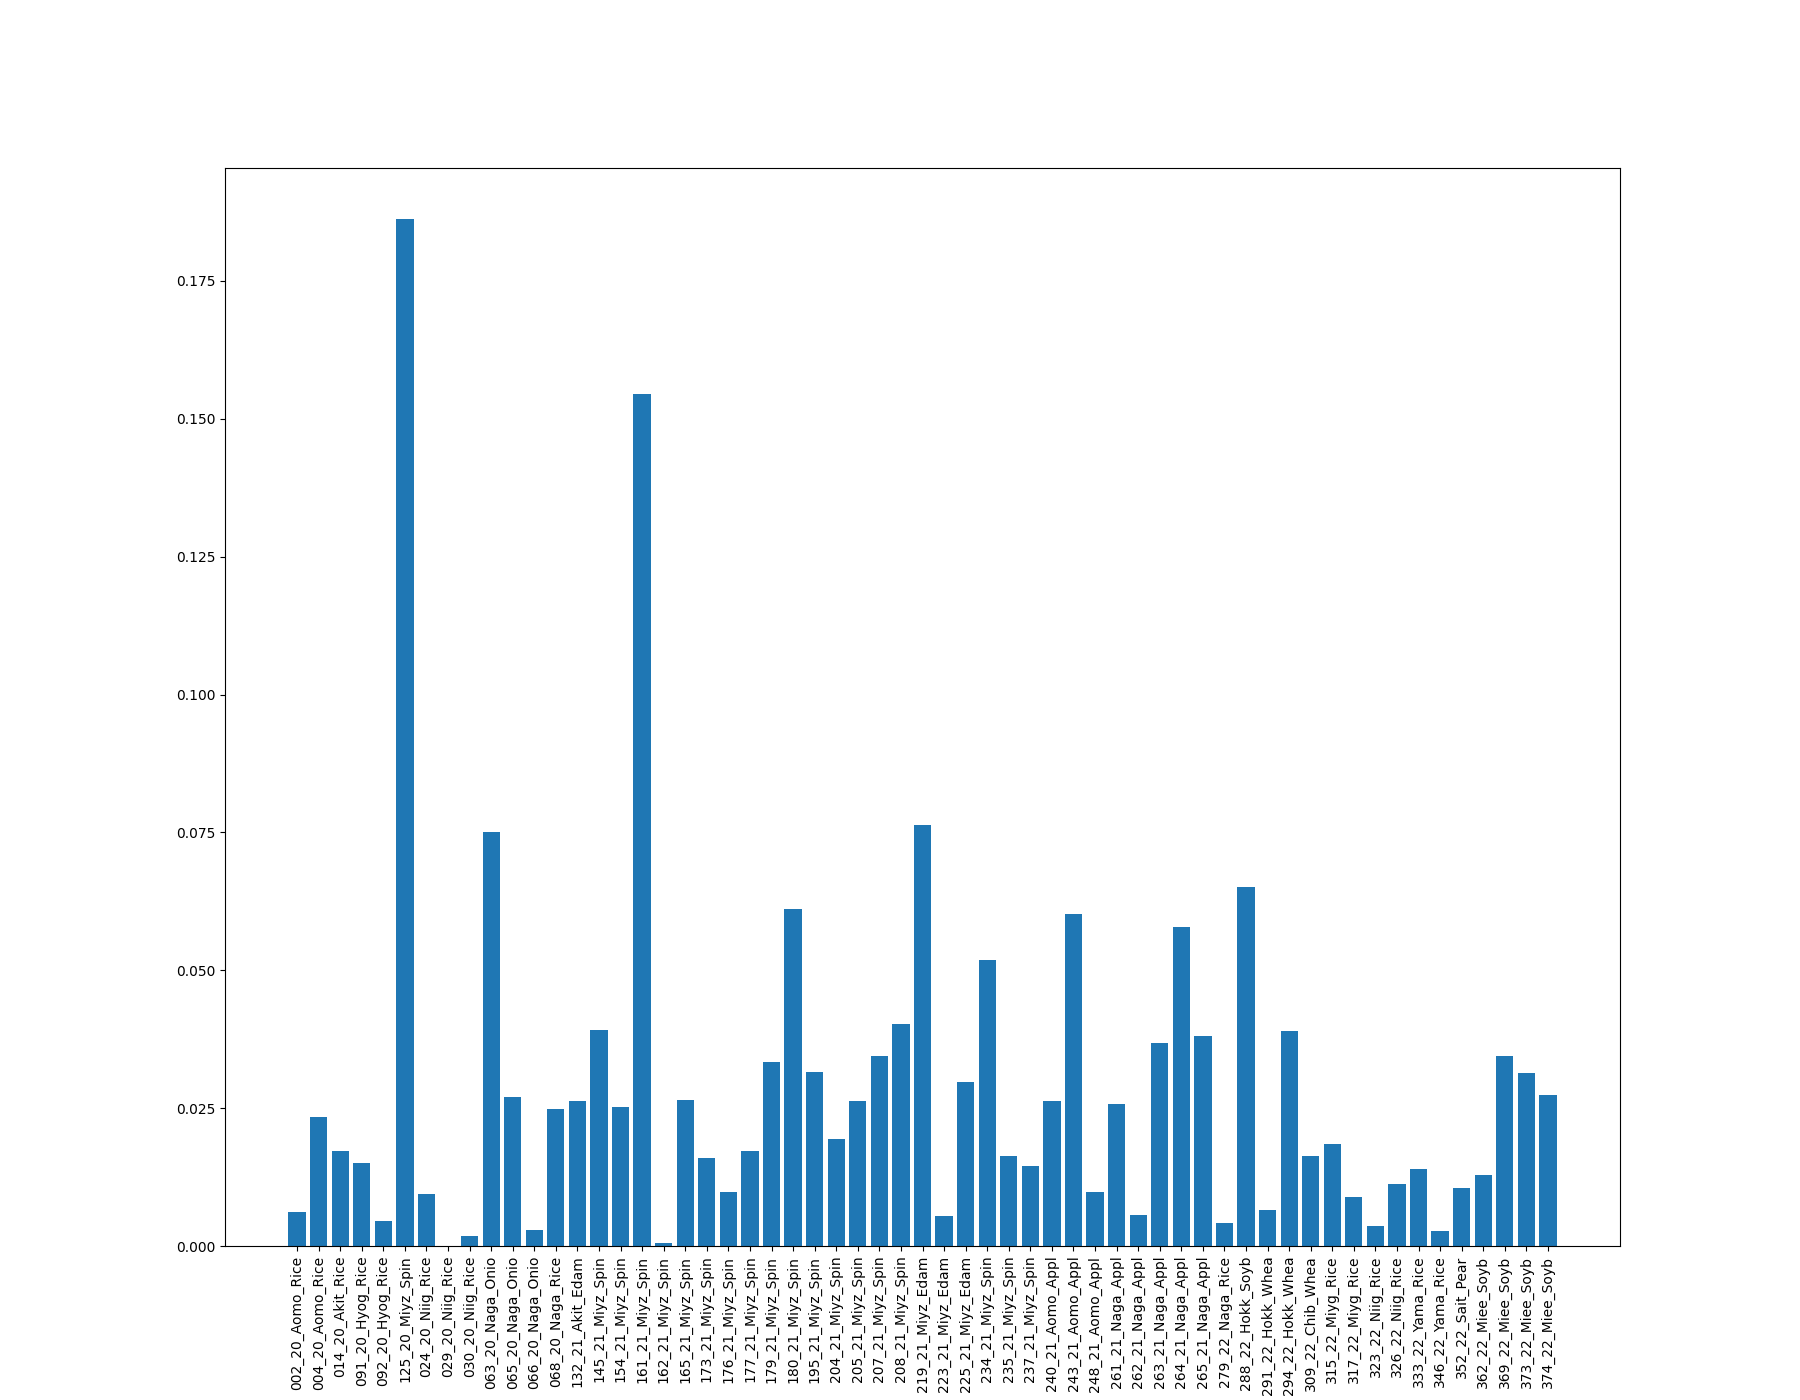 0.175
0.150
0.125
0.100
0.075
0.050
0.025
0.000
002_20_Aomo_Rice
004_20_Aomo_Rice
014_20_Akit_Rice
091_20_Hyog_Rice
092_20_Hyog_Rice
125_20_Miyz_Spin
024_20_Niig_Rice
029_20_Niig_Rice
030_20_Niig_Rice
063_20_Naga_Onio
065_20_Naga_Onio
066_20_Naga_Onio
068_20_Naga_Rice
132_21_Akit_Edam
145_21_Miyz_Spin
154_21_Miyz_Spin
161_21_Miyz_Spin
162_21_Miyz_Spin
165_21_Miyz_Spin
173_21_Miyz_Spin
176_21_Miyz_Spin
177_21_Miyz_Spin
179_21_Miyz_Spin
180_21_Miyz_Spin
195_21_Miyz_Spin
204_21_Miyz_Spin
205_21_Miyz_Spin
207_21_Miyz_Spin
208_21_Miyz_Spin
219_21_Miyz_Edam
223_21_Miyz_Edam
225_21_Miyz_Edam
234_21_Miyz_Spin
235_21_Miyz_Spin
237_21_Miyz_Spin
240_21_Aomo_Appl
243_21_Aomo_Appl
248_21_Aomo_Appl
261_21_Naga_Appl
262_21_Naga_Appl
263_21_Naga_Appl
264_21_Naga_Appl
265_21_Naga_Appl
279_22_Naga_Rice
288_22_Hokk_Soyb
291_22_Hokk_Whea
294_22_Hokk_Whea
309_22_Chib_Whea
315_22_Miyg_Rice
317_22_Miyg_Rice
323_22_Niig_Rice
326_22_Niig_Rice
333_22_Yama_Rice
346_22_Yama_Rice
352_22_Sait_Pear
362_22_Miee_Soyb
369_22_Miee_Soyb
373_22_Miee_Soyb
374_22_Miee_Soyb